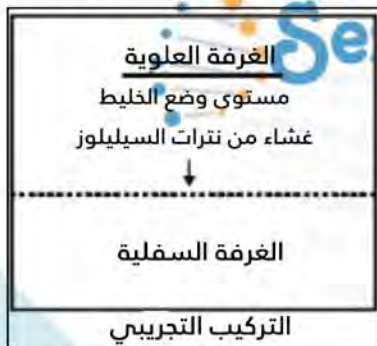 الغرفة العلوية
مستوى وضع الخليط
غشاء من نترات السيليلوز
الغرفة السفلية
التركيب التجريبي